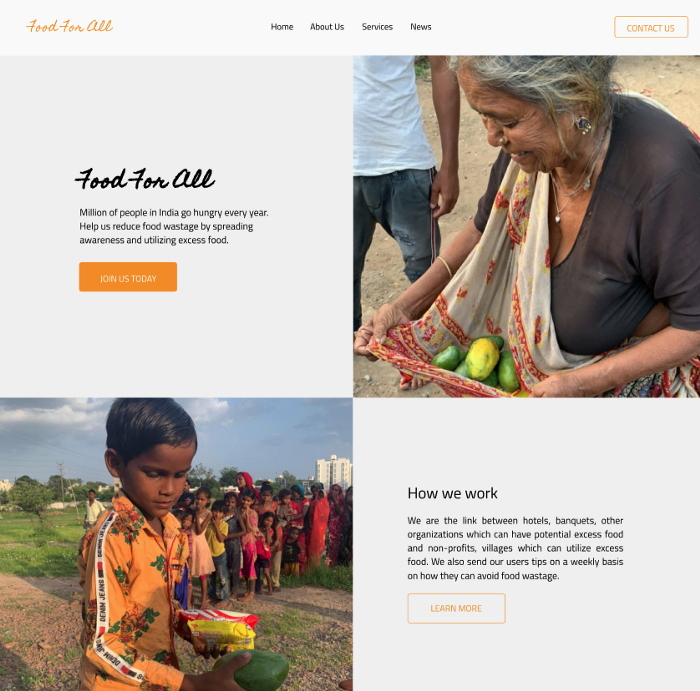 Food For All
Home
About Us
Services
News
CONTACT US
Food For All
Million of people in India go hungry every year.
Help us reduce food wastage by spreading
awareness and utilizing excess food.
JOIN US TODAY
DENIM JEANS
DENIM
How we work
We are the link between hotels, banquets, other
organizations which can have potential excess food
and non-profits, villages which can utilize excess
food. We also send our users tips on a weekly basis
on how they can avoid food wastage.
LEARN MORE